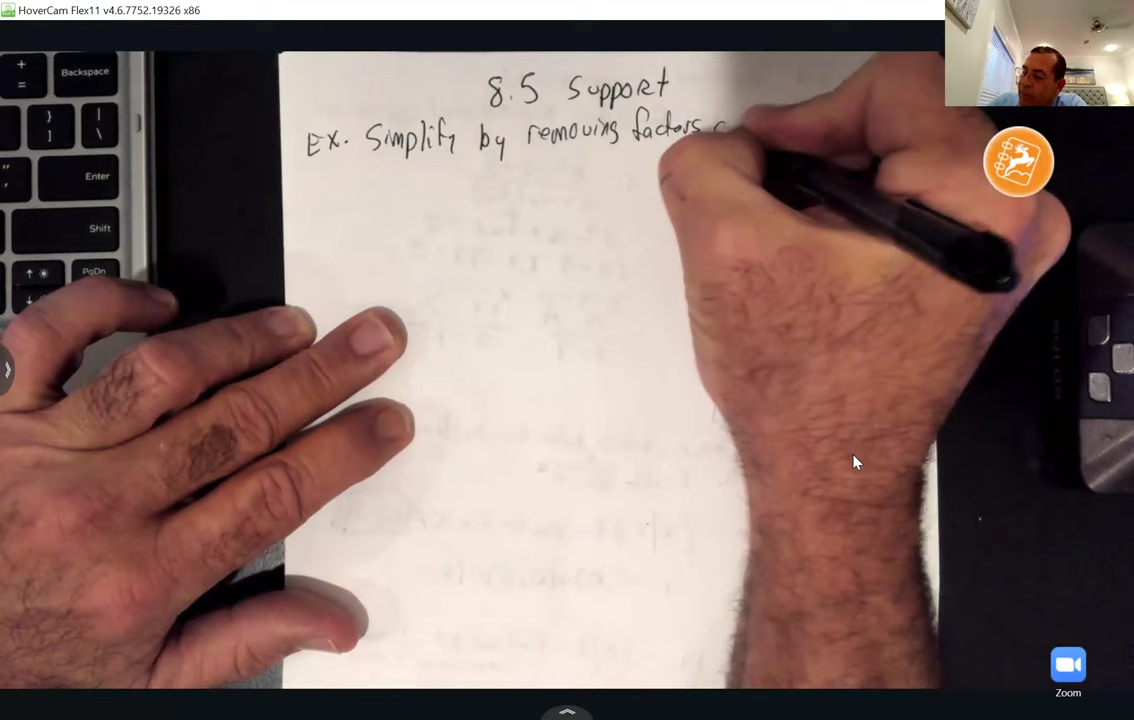 HoverCam Flex11 v4.6.7752.19326 x86
+
=
Backspace
}
]
|
\
"
'
Enter
Shift
PgDn
8.5 Support
Ex. Simplify by removing factors
Zoom